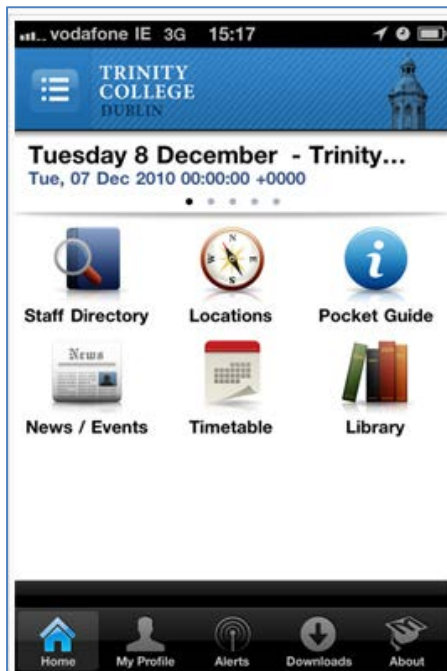 vodafone IE 3G 15:17
TRINITY
COLLEGE
DUBLIN
Tuesday 8 December - Trinity...
Tue, 07 Dec 2010 00:00:00 +0000
N
W E
S
Staff Directory Locations Pocket Guide
News
News / Events Timetable Library
Home My Profile Alerts Downloads About